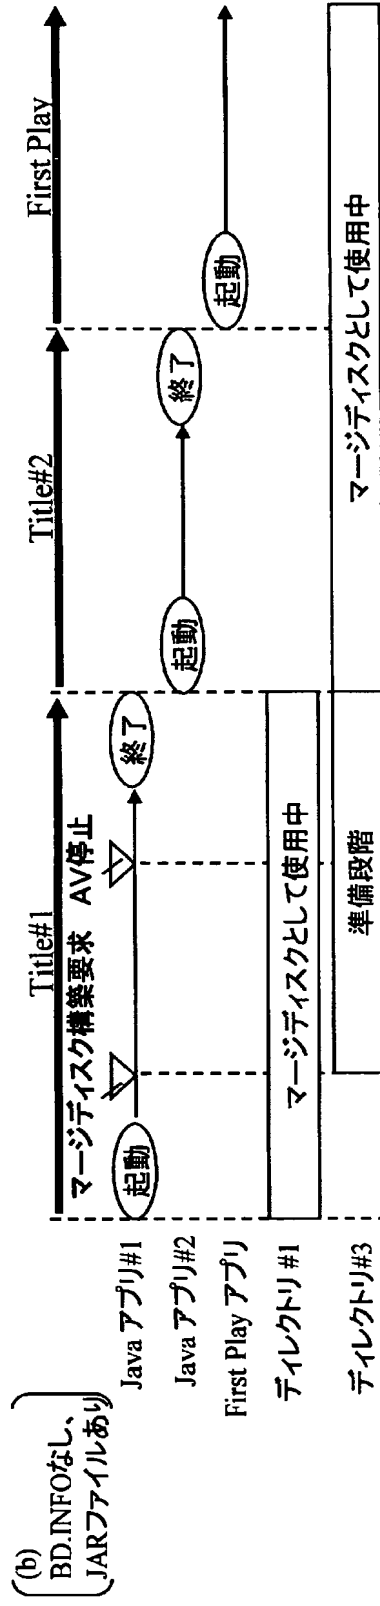 (b)
BD.INFOなし、
JARファイルあり
Title#1
Title#2
First Play
マージディスク構築要求
AV停止
Java アプリ#1
起動
終了
Java アプリ#2
起動
終了
First Play アプリ
起動
ディレクトリ #1
マージディスクとして使用中
ディレクトリ#3
準備段階
マージディスクとして使用中